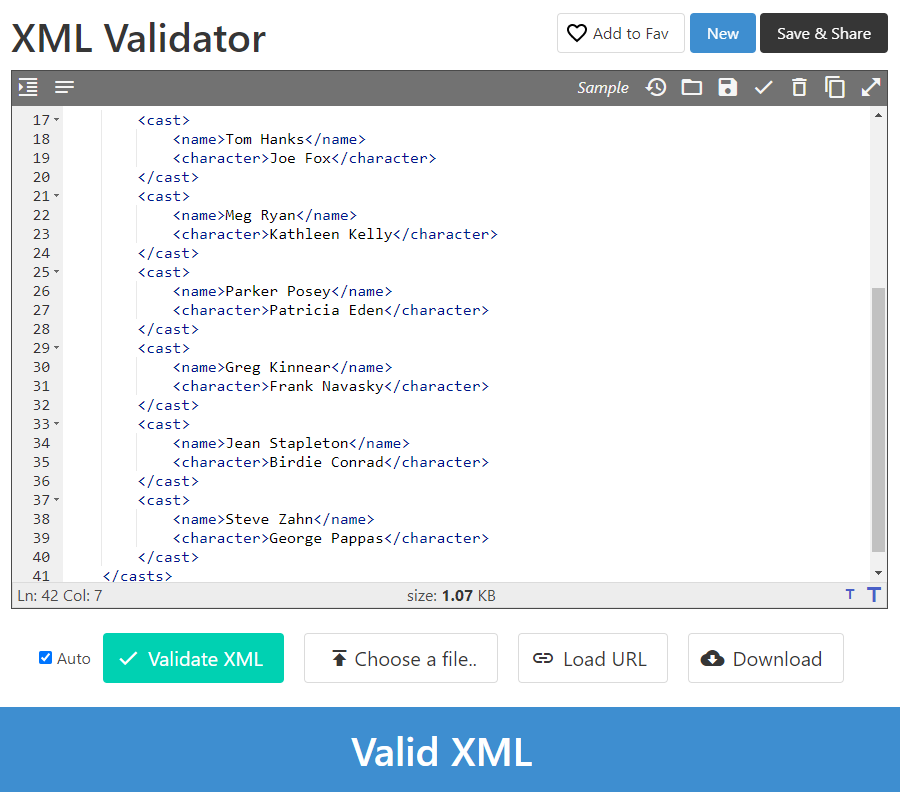 XML Validator
Add to Fav
New
Save & Share
Sample
17 <cast>
18 <name>Tom Hanks</name>
19 <character>Joe Fox</character>
20 </cast>
21 <cast>
22 <name>Meg Ryan</name>
23 <character>Kathleen Kelly</character>
24 </cast>
25 <cast>
26 <name>Parker Posey</name>
27 <character>Patricia Eden</character>
28 </cast>
29 <cast>
30 <name>Greg Kinnear</name>
31 <character>Frank Navasky</character>
32 </cast>
33 <cast>
34 <name>Jean Stapleton</name>
35 <character>Birdie Conrad</character>
36 </cast>
37 <cast>
38 <name>Steve Zahn</name>
39 <character>George Pappas</character>
40 </cast>
41 </casts>
Ln: 42 Col: 7 size: 1.07 KB T T
Auto
Validate XML
Choose a file..
Load URL
Download
Valid XML